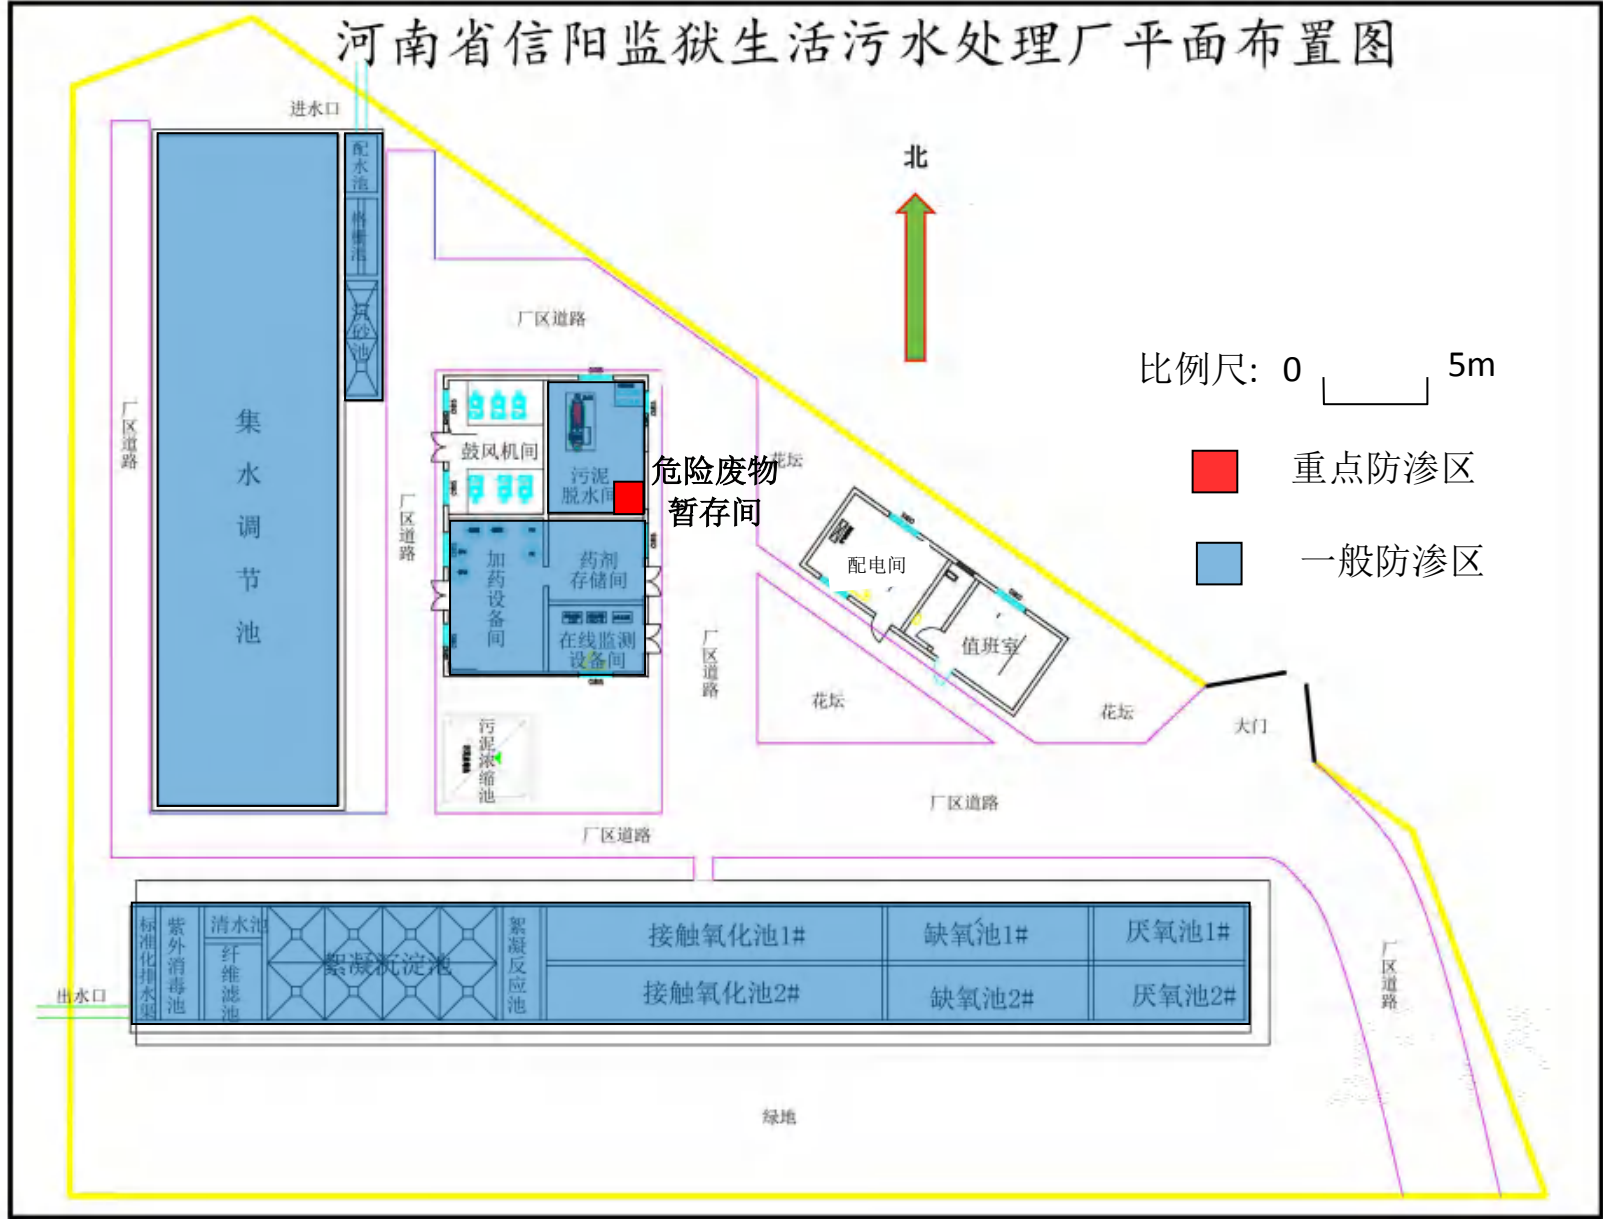 河南省信阳监狱生活污水处理厂平面布置图
进水口
配水池
格栅池
沉砂池
北
厂区道路
比例尺: 0 5m
集水调节池
厂区道路
厂区道路
鼓风机间
污泥
脱水间
危险废物
暂存间
花坛
重点防渗区
一般防渗区
加药设备间
药剂
存储间
在线监测
设备间
配电间
值班室
厂区道路
花坛
花坛
大门
污泥浓缩池
厂区道路
厂区道路
标准化排水渠
紫外消毒池
清水池
纤维滤池
絮凝沉淀池
絮凝反应池
接触氧化池1#
缺氧池1#
厌氧池1#
接触氧化池2#
缺氧池2#
厌氧池2#
出水口
厂区道路
绿地